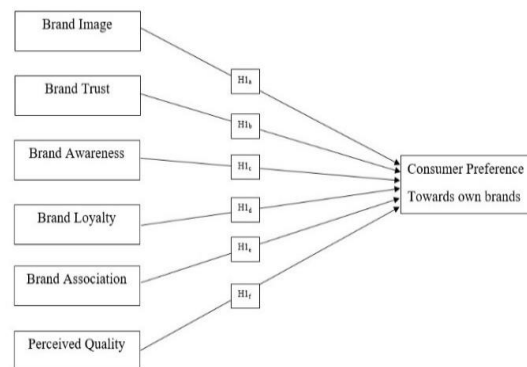 Brand Image
H1a
Brand Trust
H1b
Brand Awareness
H1c
Consumer Preference
Towards own brands
Brand Loyalty
H1d
Brand Association
H1e
Perceived Quality
H1f